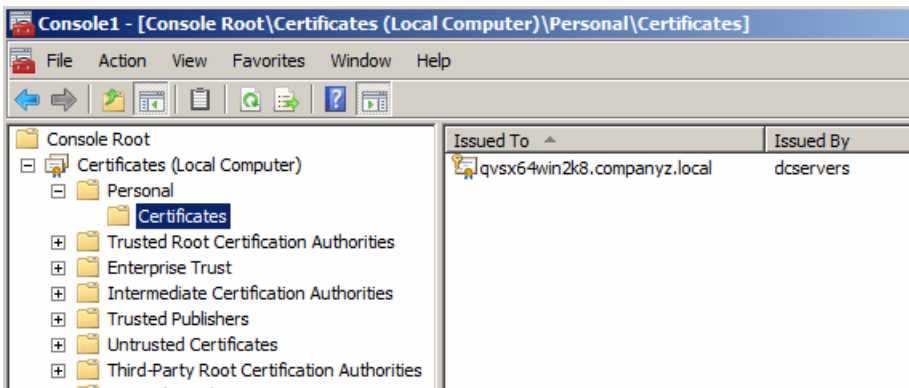 Console1 - [Console Root\Certificates (Local Computer)\Personal\Certificates]
File Action View Favorites Window Help
Console Root
Certificates (Local Computer)
Personal
Certificates
Trusted Root Certification Authorities
Enterprise Trust
Intermediate Certification Authorities
Trusted Publishers
Untrusted Certificates
Third-Party Root Certification Authorities
Issued To Issued By
qvsx64win2k8.companyz.local dcservers